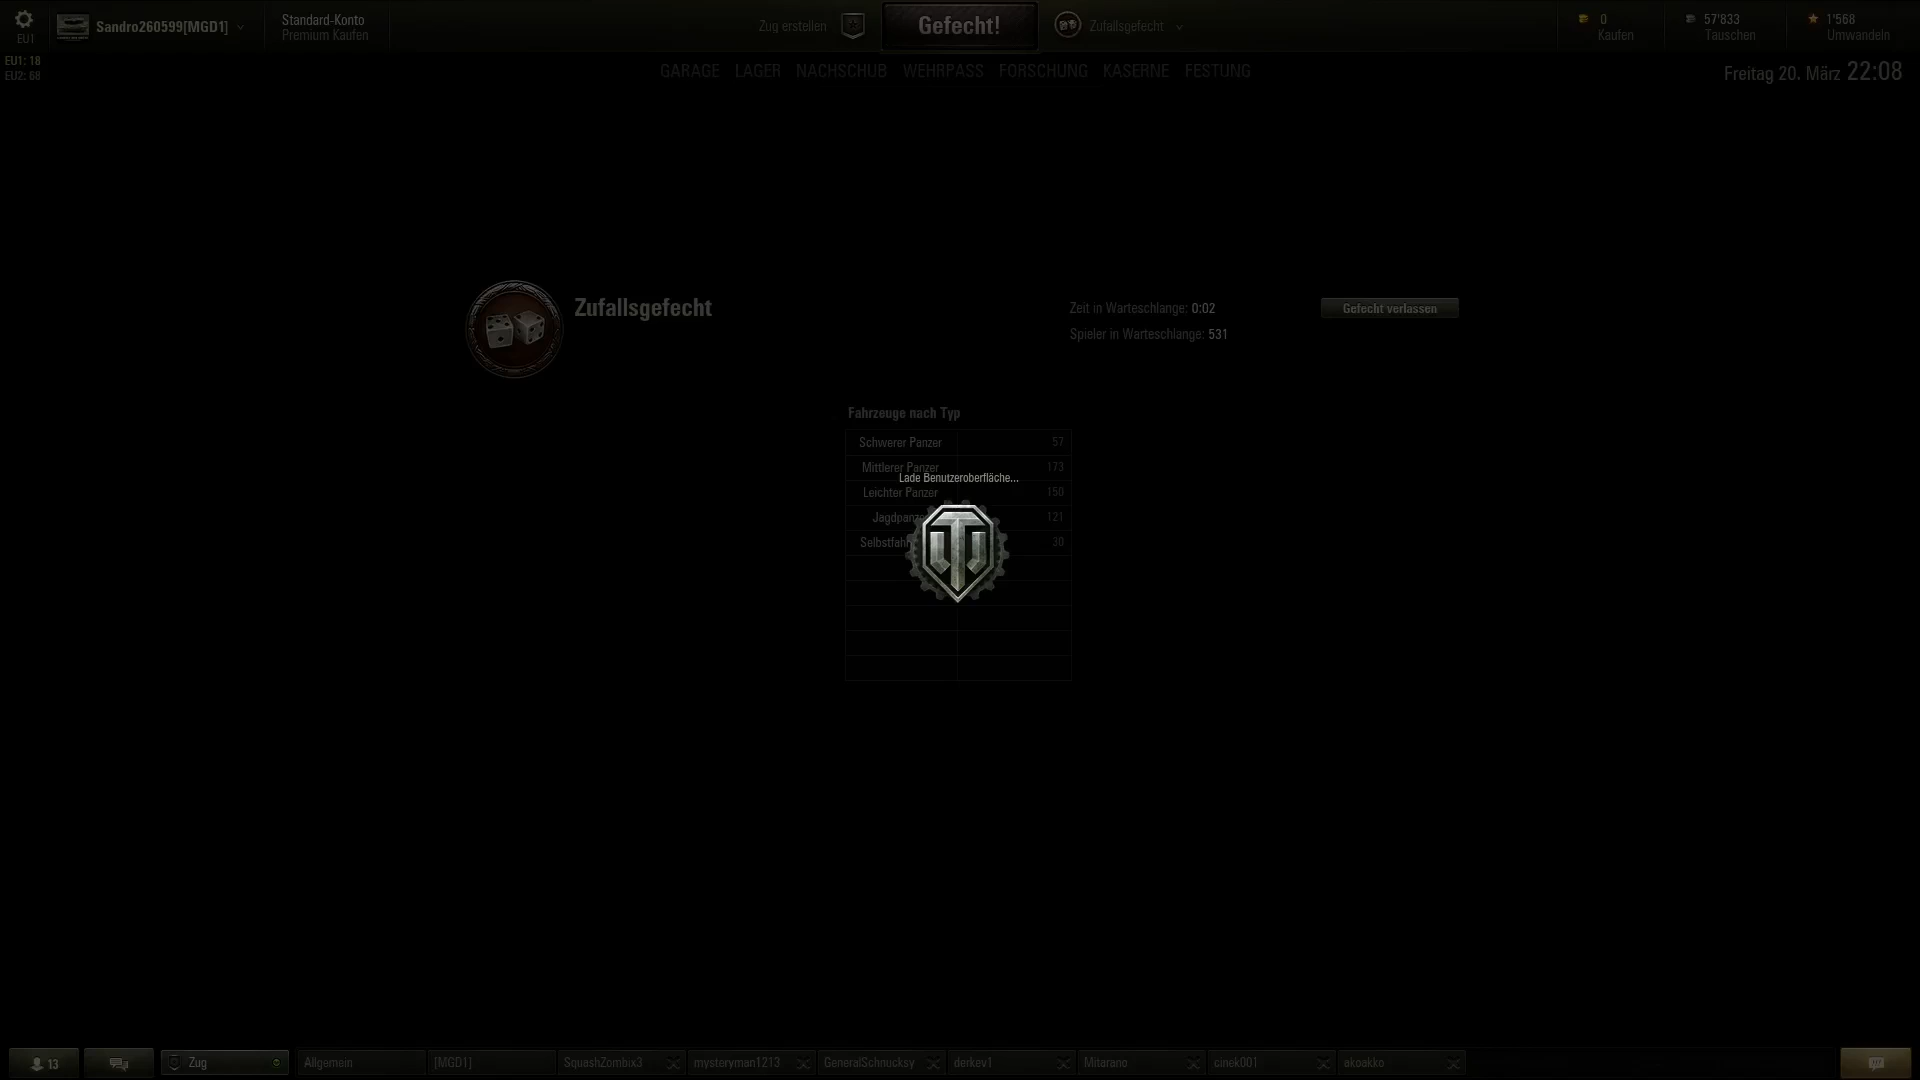 Sandro260599[MGD1]
Standard-Konto
Premium Kaufen
Zug erstellen
Gefecht!
Zufallsgefecht
0
Kaufen
57'833
Tauschen
1'568
Umwandeln
EU1
EU1: 18
EU2: 68
GARAGE LAGER NACHSCHUB WEHRPASS FORSCHUNG KASERNE FESTUNG
Freitag 20. März 22:08
Zufallsgefecht
Zeit in Warteschlange: 0:02
Gefecht verlassen
Spieler in Warteschlange: 531
Fahrzeuge nach Typ
Schwerer Panzer 57
Mittlerer Panzer 173
Lade Benutzeroberfläche...
Leichter Panzer 150
121
30
13
Zug
Allgemein
[MGD1]
SquashZombix3
mysteryman1213
GeneralSchnucksy
derkev1
Mitarano
cinek001
akoakko